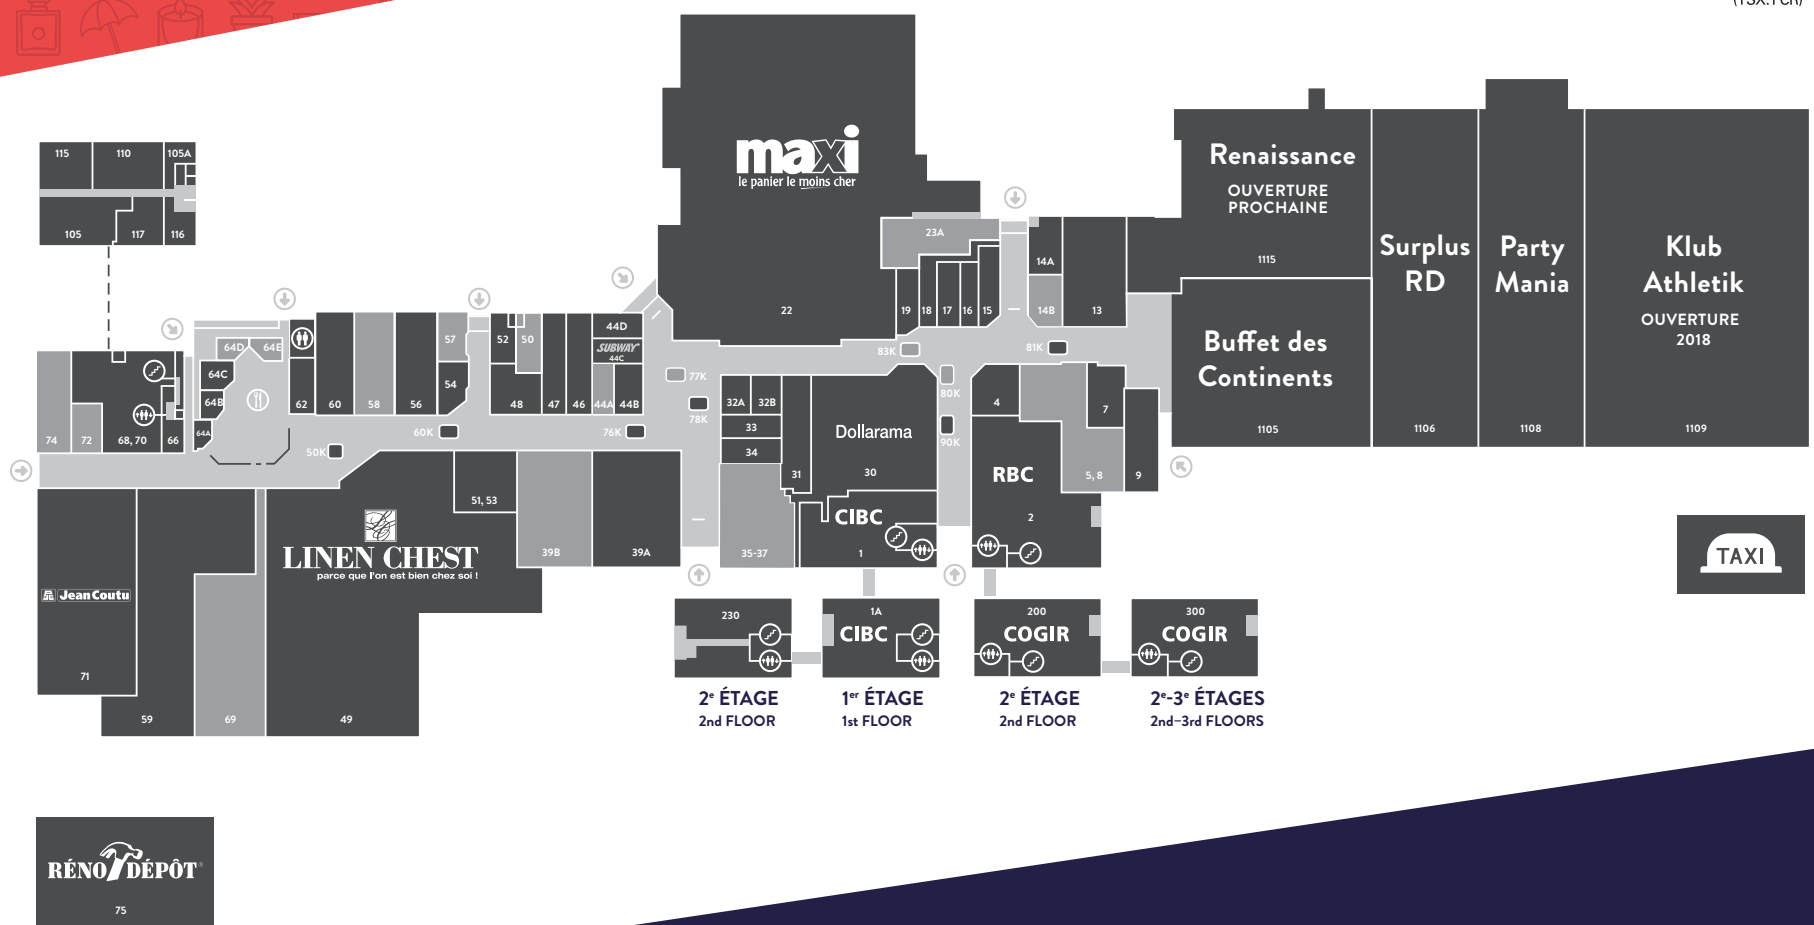 (TSX:FCR)
maxi
le panier le moins cher
22
115
110
105A
105
117
116
Renaissance
OUVERTURE
PROCHAINE
1115
Surplus
RD
1106
Party
Mania
1108
Klub
Athletik
OUVERTURE
2018
1109
Buffet des
Continents
1105
23A
19
18
17
16
15
14A
14B
13
83K
81K
80K
90K
77K
78K
76K
60K
50K
74
72
68, 70
66
64A
64B
64C
64D
64E
62
60
58
56
57
54
52
50
48
47
46
44D
SUBWAY
44C
44A
44B
32A
32B
33
34
35-37
31
Dollarama
30
CIBC
1
4
7
5, 8
9
RBC
2
51, 53
39B
39A
LINEN CHEST
parce que l'on est bien chez soi !
49
Jean Coutu
71
59
69
230
2e ÉTAGE
2nd FLOOR
1A
CIBC
1er ÉTAGE
1st FLOOR
200
COGIR
2e ÉTAGE
2nd FLOOR
300
COGIR
2e-3e ÉTAGES
2nd–3rd FLOORS
TAXI
RÉNO DÉPÔT
75